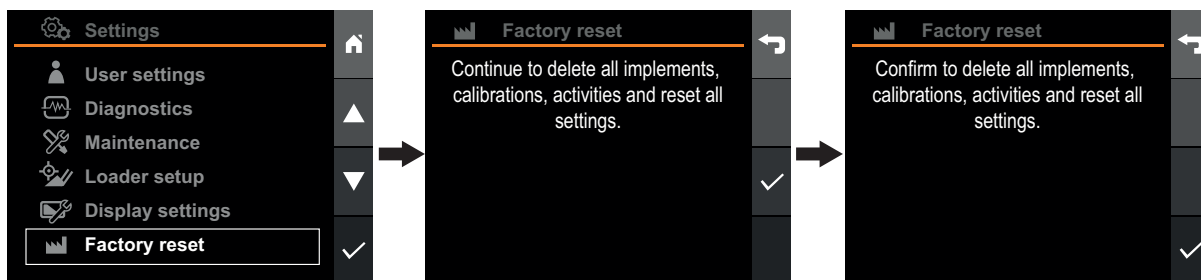 Settings
User settings
Diagnostics
Maintenance
Loader setup
Display settings
Factory reset
Factory reset
Continue to delete all implements,
calibrations, activities and reset all
settings.
Factory reset
Confirm to delete all implements,
calibrations, activities and reset all
settings.